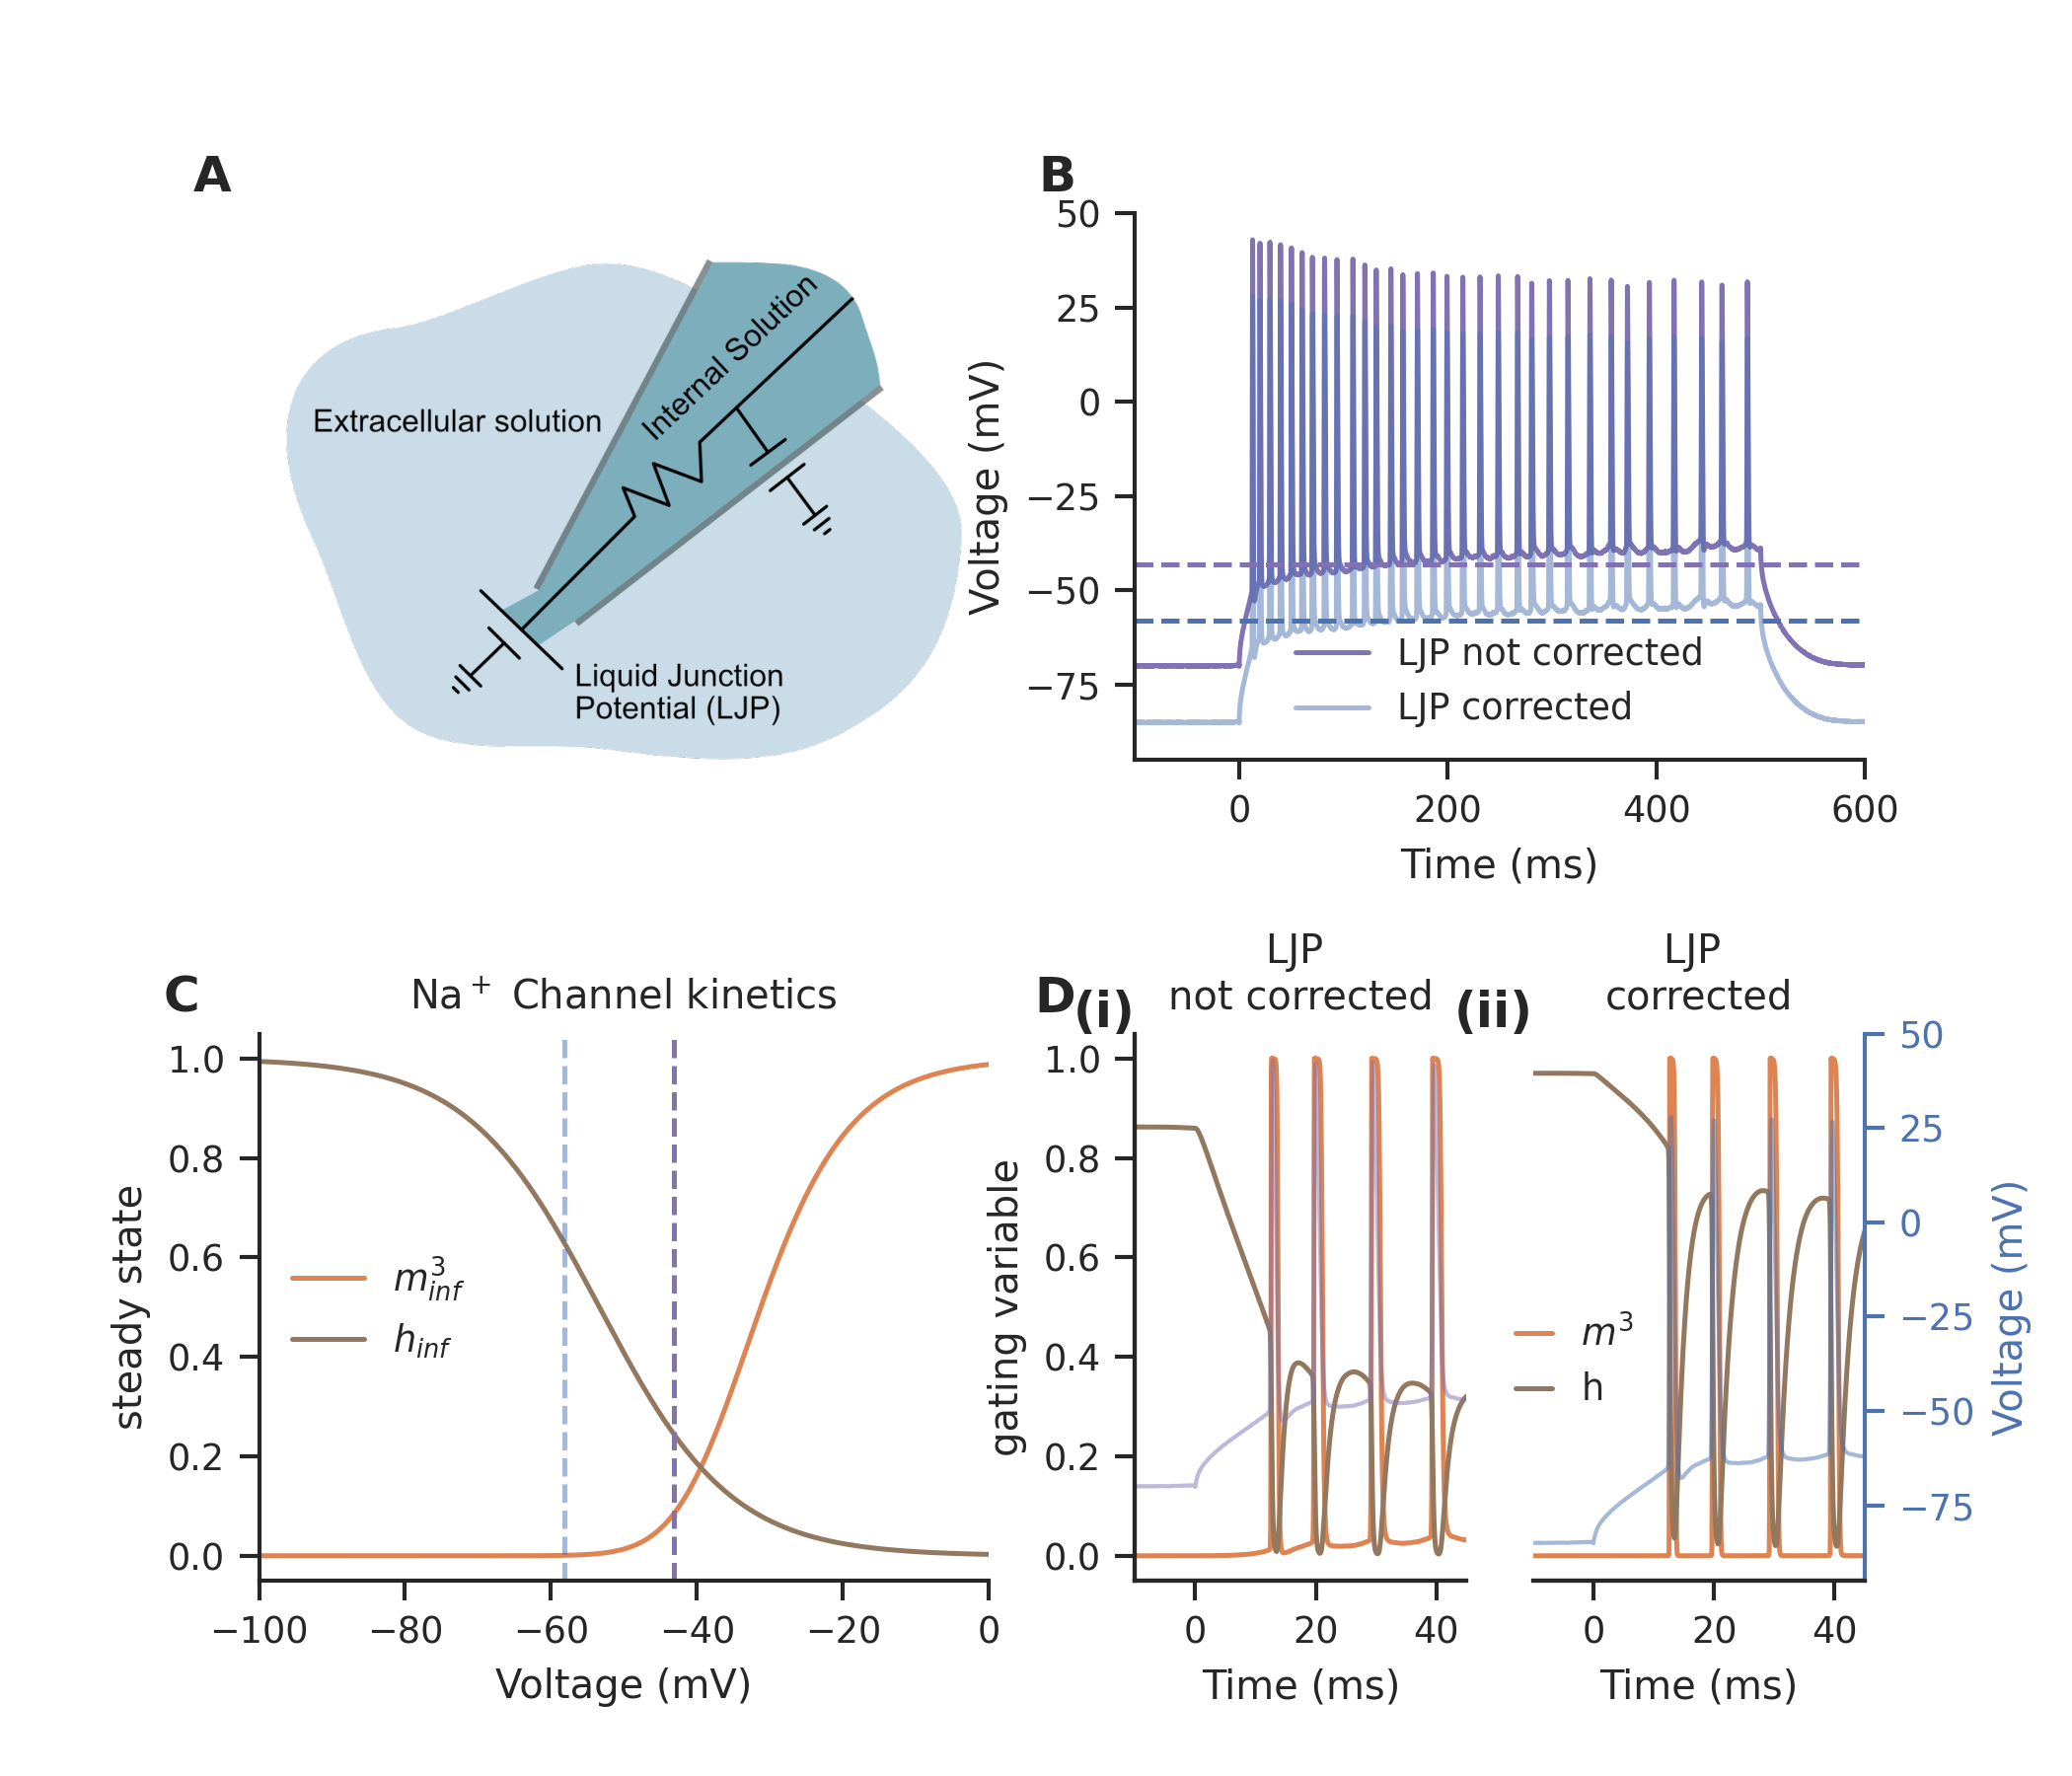 A
Extracellular solution
Internal Solution
Liquid Junction
Potential (LJP)
B
50
25
0
−25
−50
−75
Voltage (mV)
LJP not corrected
LJP corrected
0 200 400 600
Time (ms)
C
Na⁺ Channel kinetics
1.0
0.8
0.6
0.4
0.2
0.0
steady state
m³inf
hinf
−100 −80 −60 −40 −20 0
Voltage (mV)
D
(i)
LJP
not corrected
1.0
0.8
0.6
0.4
0.2
0.0
gating variable
0 20 40
Time (ms)
(ii)
LJP
corrected
m³
h
50
25
0
−25
−50
−75
Voltage (mV)
0 20 40
Time (ms)